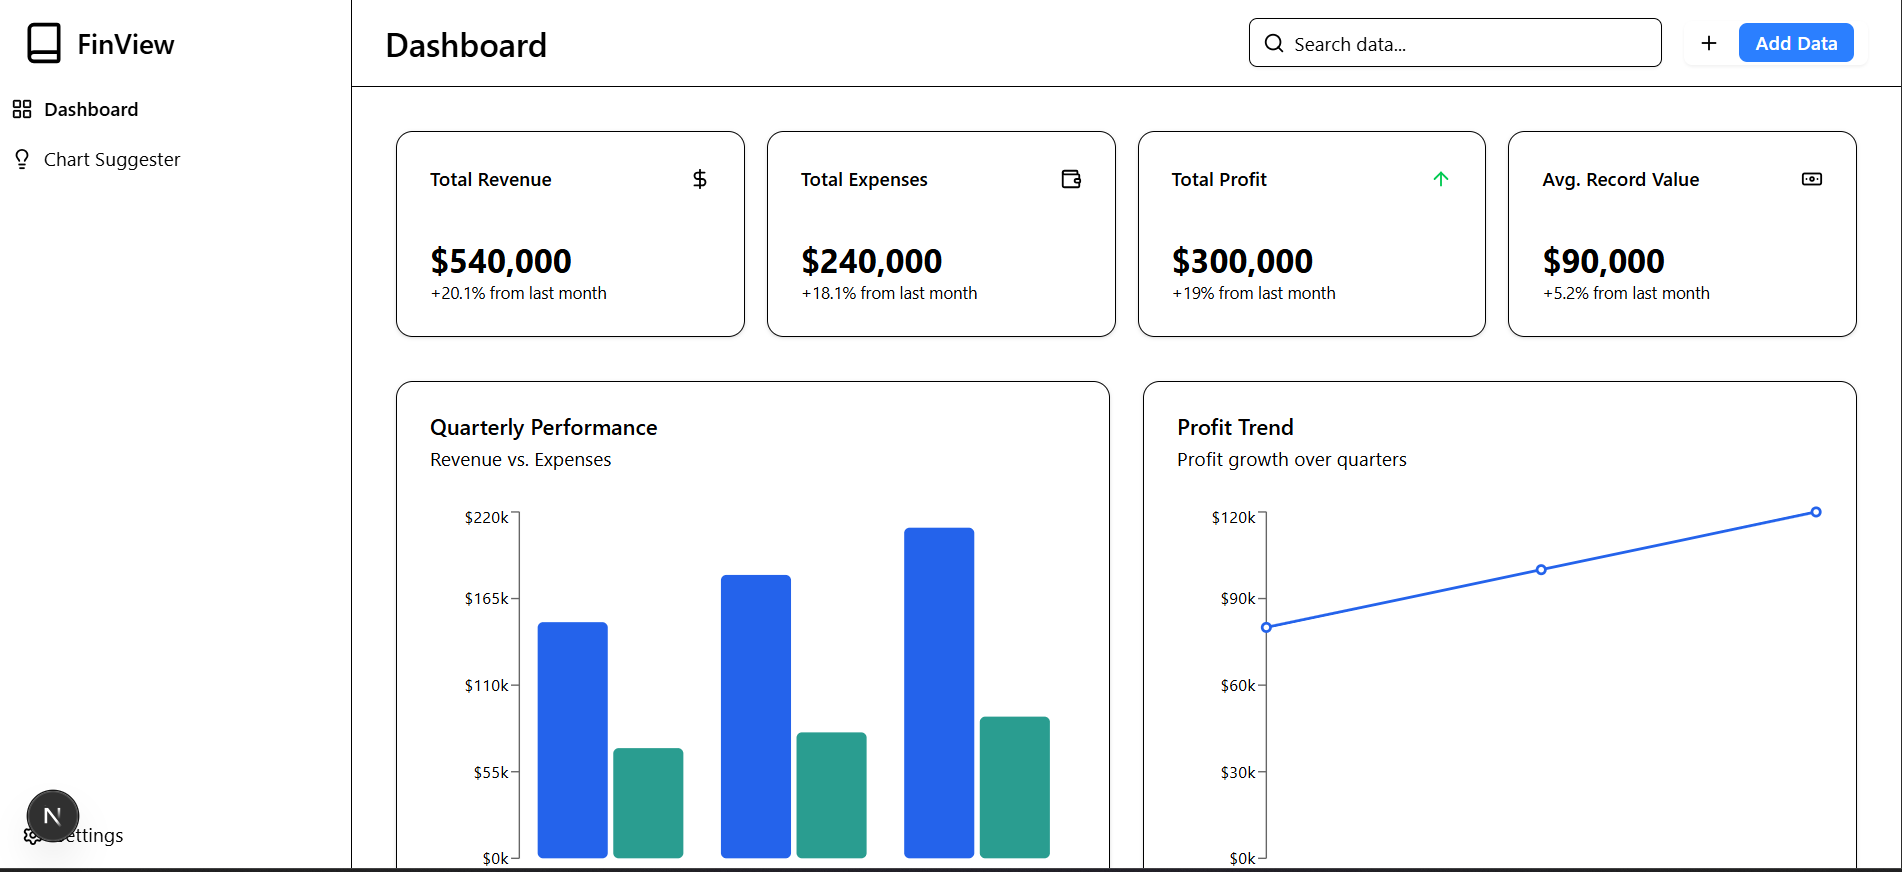 FinView
Dashboard
Chart Suggester
ettings
Dashboard
Search data...
+ Add Data
Total Revenue
$540,000
+20.1% from last month
Total Expenses
$240,000
+18.1% from last month
Total Profit
$300,000
+19% from last month
Avg. Record Value
$90,000
+5.2% from last month
Quarterly Performance
Revenue vs. Expenses
$220k
$165k
$110k
$55k
$0k
Profit Trend
Profit growth over quarters
$120k
$90k
$60k
$30k
$0k
N